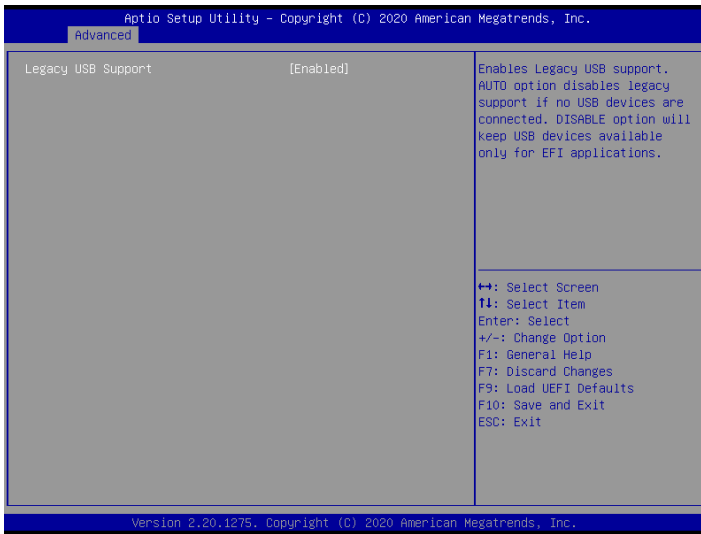 Aptio Setup Utility – Copyright (C) 2020 American Megatrends, Inc.
Advanced
Legacy USB Support [Enabled]
Enables Legacy USB support.
AUTO option disables legacy
support if no USB devices are
connected. DISABLE option will
keep USB devices available
only for EFI applications.
↔: Select Screen
↑↓: Select Item
Enter: Select
+/-: Change Option
F1: General Help
F7: Discard Changes
F9: Load UEFI Defaults
F10: Save and Exit
ESC: Exit
Version 2.20.1275. Copyright (C) 2020 American Megatrends, Inc.